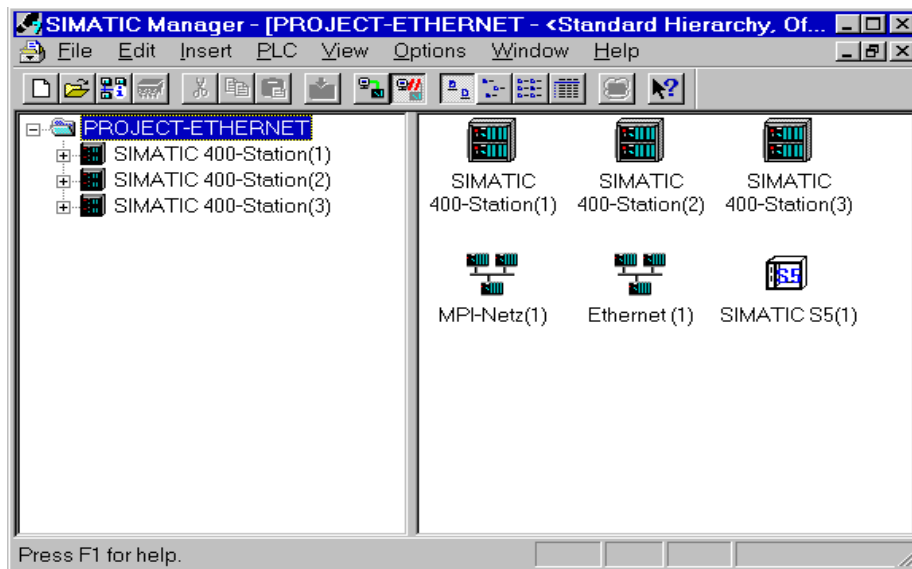 SIMATIC Manager - [PROJECT-ETHERNET - <Standard Hierarchy, Of...
File Edit Insert PLC View Options Window Help
PROJECT-ETHERNET
SIMATIC 400-Station(1)
SIMATIC 400-Station(2)
SIMATIC 400-Station(3)
SIMATIC 400-Station(1)
SIMATIC 400-Station(2)
SIMATIC 400-Station(3)
MPI-Netz(1)
Ethernet (1)
S5
SIMATIC S5(1)
Press F1 for help.